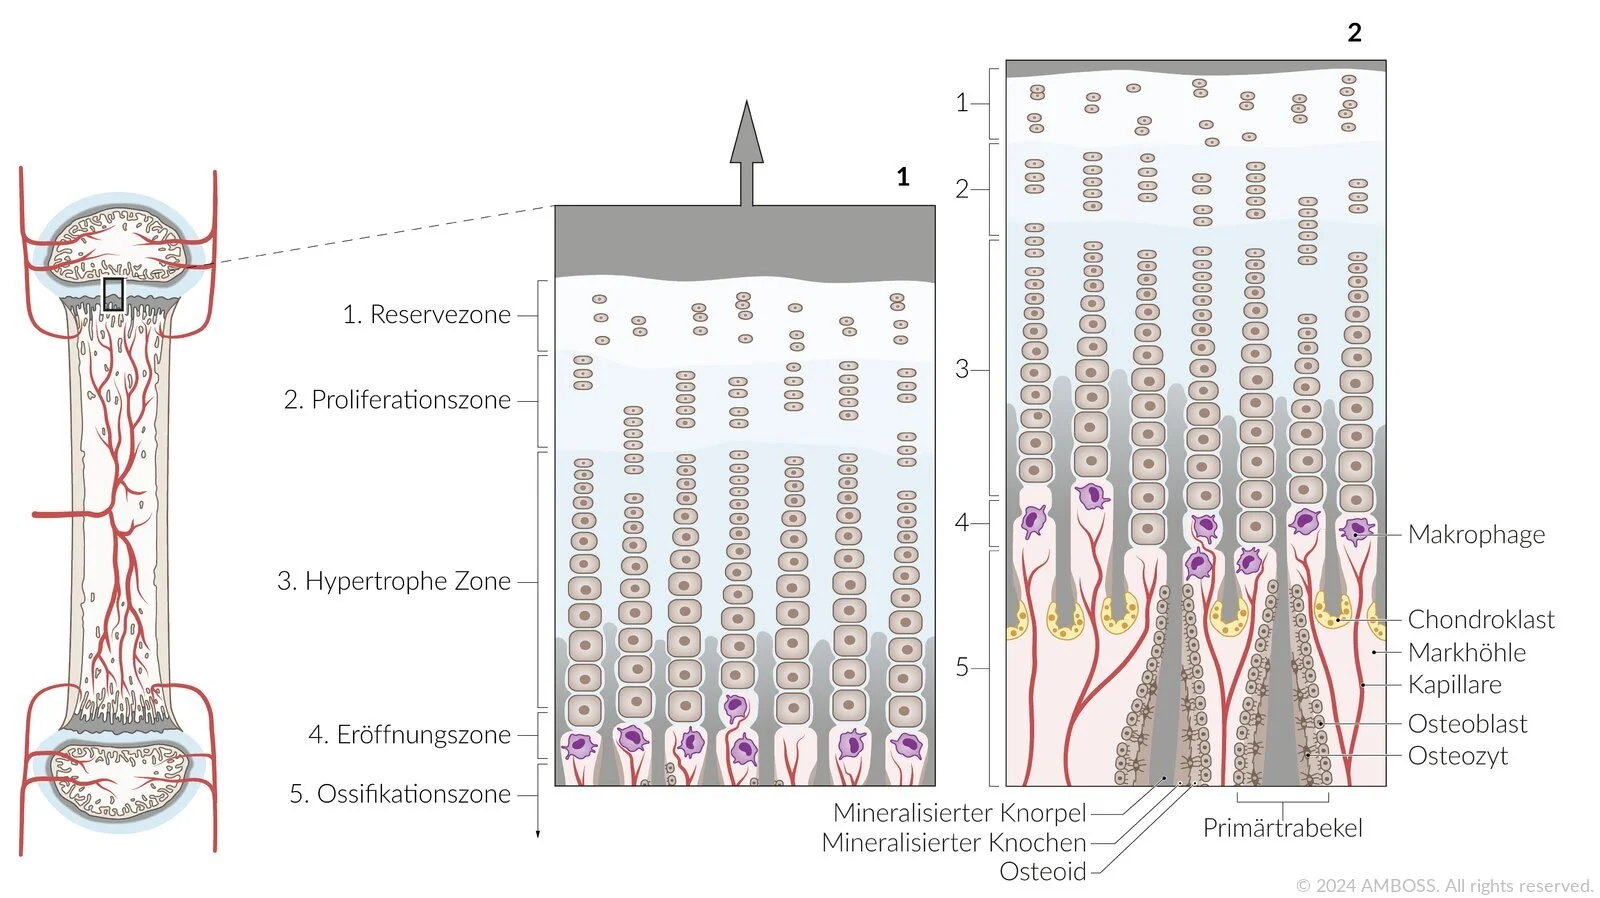 1
1. Reservezone
2. Proliferationszone
3. Hypertrophe Zone
4. Eröffnungszone
5. Ossifikationszone
2
1
2
3
4
5
Makrophage
Chondroklast
Markhöhle
Kapillare
Osteoblast
Osteozyt
Mineralisierter Knorpel
Mineralisierter Knochen
Osteoid
Primärtrabekel
© 2024 AMBOSS. All rights reserved.